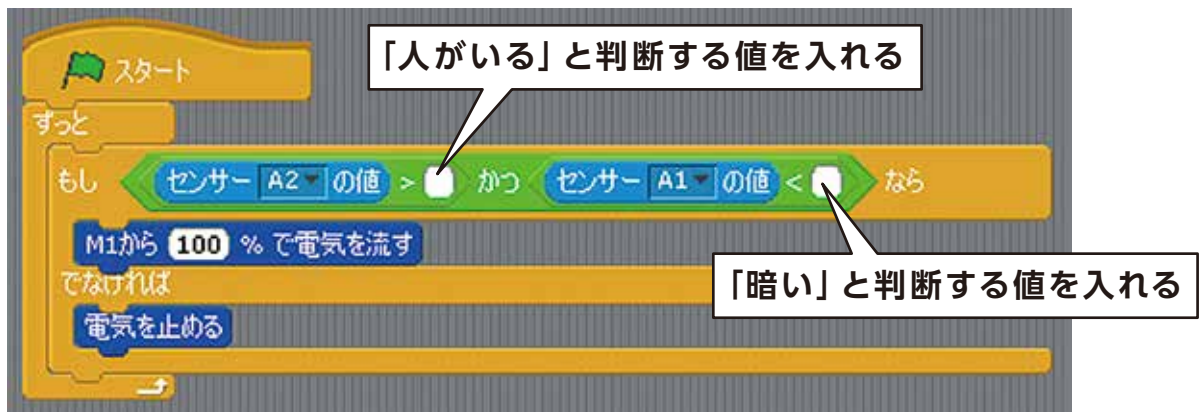 「人がいる」と判断する値を入れる
スタート
ずっと
もし センサー A2 の値 > かつ センサー A1 の値 < なら
M1から 100 % で電気を流す
「暗い」と判断する値を入れる
でなければ
電気を止める